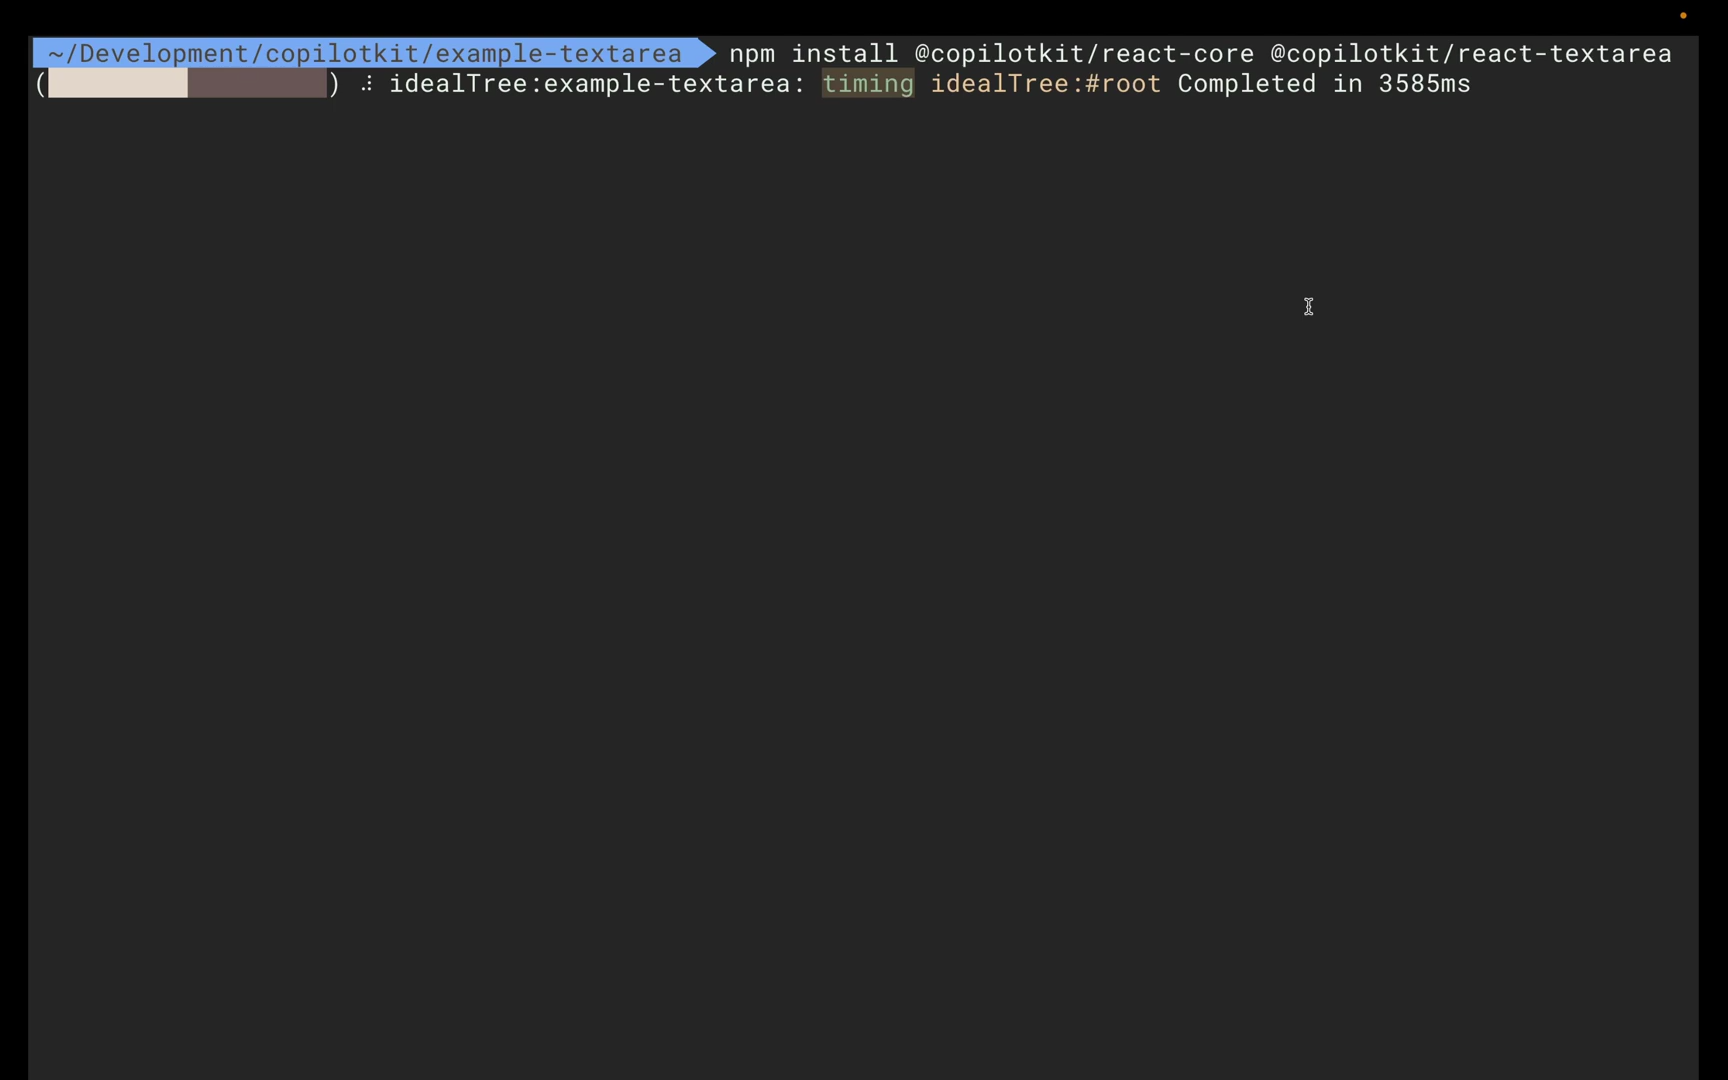 ~/Development/copilotkit/example-textarea npm install @copilotkit/react-core @copilotkit/react-textarea
( ) ⠼ idealTree:example-textarea: timing idealTree:#root Completed in 3585ms